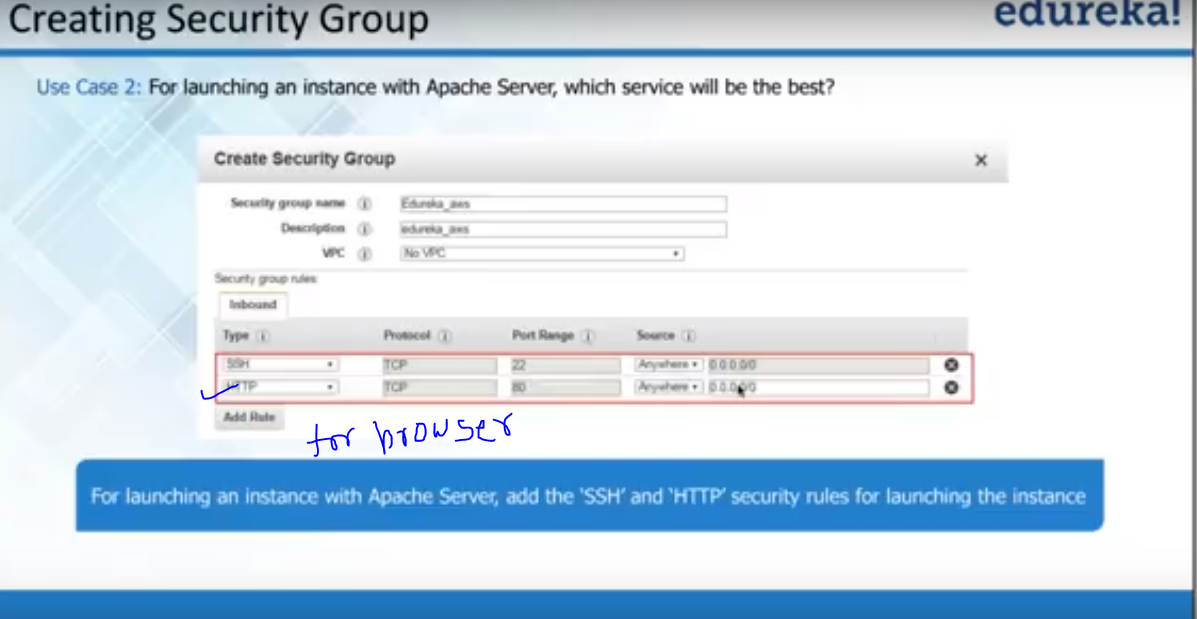 Creating Security Group
edureka!
Use Case 2: For launching an instance with Apache Server, which service will be the best?
Create Security Group
Security group name Edureka_aws
Description edureka_aws
VPC No VPC
Security group rules:
Inbound
Type Protocol Port Range Source
SSH TCP 22 Anywhere 0.0.0.0/0
HTTP TCP 80 Anywhere 0.0.0.0/0
Add Rule
for browser
For launching an instance with Apache Server, add the ‘SSH’ and ‘HTTP’ security rules for launching the instance